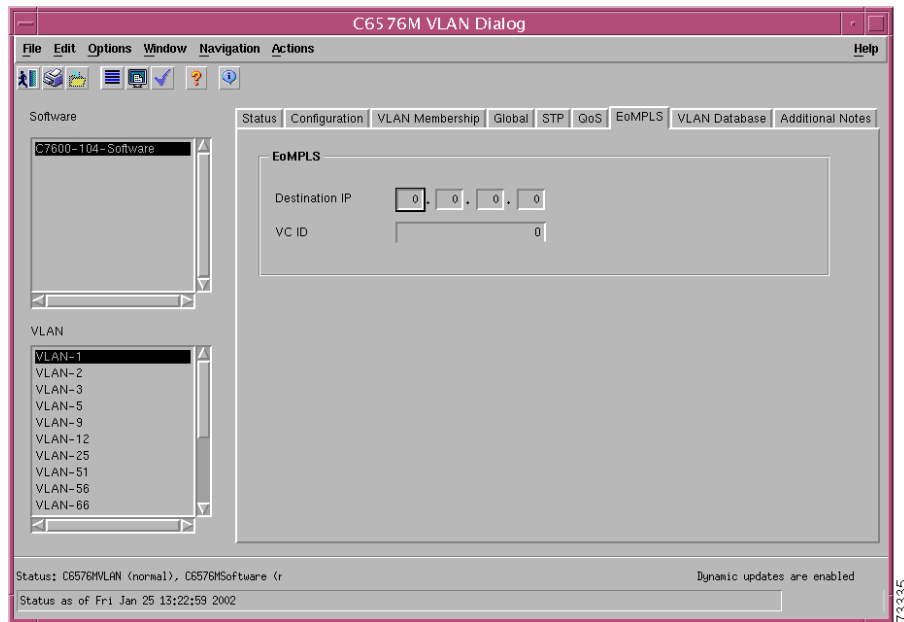 C6576M VLAN Dialog
File Edit Options Window Navigation Actions Help
Software
C7600-104-Software
VLAN
VLAN-1
VLAN-2
VLAN-3
VLAN-5
VLAN-9
VLAN-12
VLAN-25
VLAN-51
VLAN-56
VLAN-66
Status Configuration VLAN Membership Global STP QoS EoMPLS VLAN Database Additional Notes
EoMPLS
Destination IP 0 . 0 . 0 . 0
VC ID 0
Status: C6576MVLAN (normal), C6576MSoftware (r Dynamic updates are enabled
Status as of Fri Jan 25 13:22:59 2002
73335